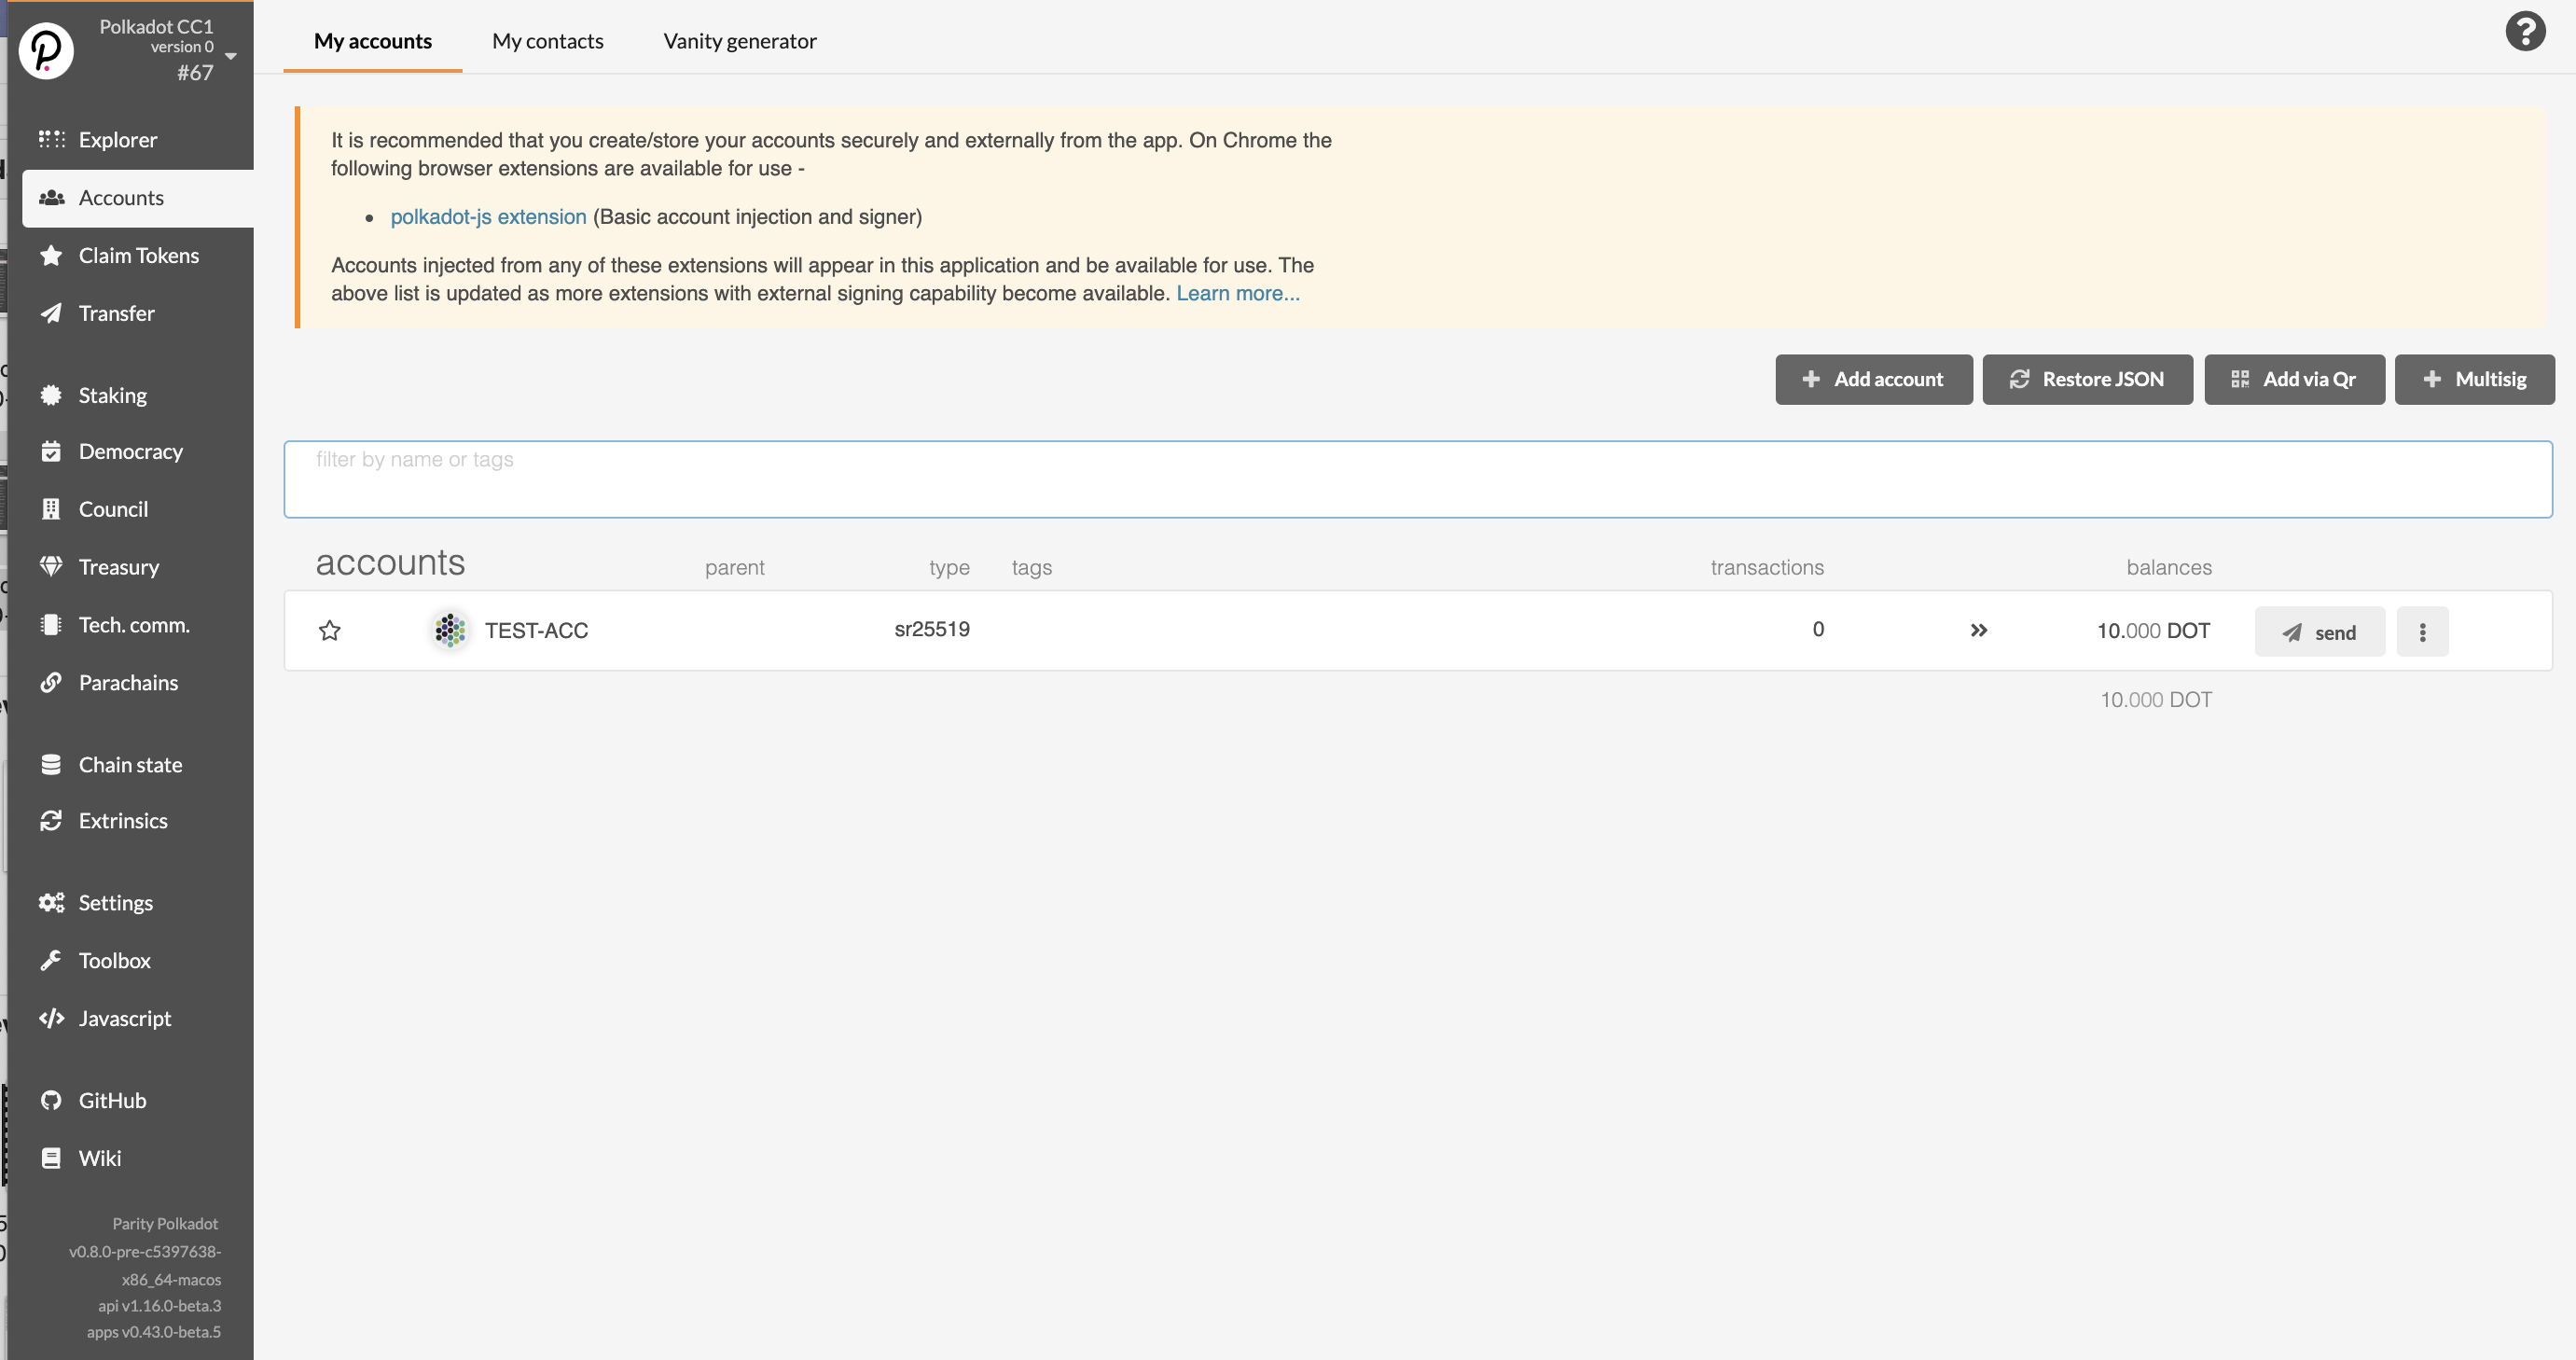 Polkadot CC1
version 0
#67
Explorer
Accounts
Claim Tokens
Transfer
Staking
Democracy
Council
Treasury
Tech. comm.
Parachains
Chain state
Extrinsics
Settings
Toolbox
Javascript
GitHub
Wiki
Parity Polkadot
v0.8.0-pre-c5397638-
x86_64-macos
api v1.16.0-beta.3
apps v0.43.0-beta.5
My accounts My contacts Vanity generator
It is recommended that you create/store your accounts securely and externally from the app. On Chrome the
following browser extensions are available for use -
• polkadot-js extension (Basic account injection and signer)
Accounts injected from any of these extensions will appear in this application and be available for use. The
above list is updated as more extensions with external signing capability become available. Learn more...
Add account Restore JSON Add via Qr Multisig
filter by name or tags
accounts parent type tags transactions balances
TEST-ACC sr25519 0 10.000 DOT send
10.000 DOT